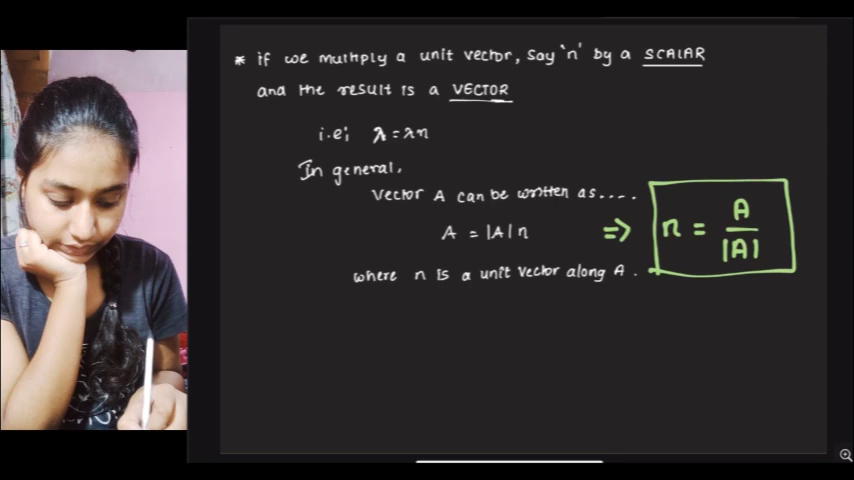 * if we multiply a unit vector, say 'n' by a SCALAR
and the result is a VECTOR
i.e; λ = λn
In general,
Vector A can be written as....
A = |A| n
⇒ n = A / |A|
where n is a unit vector along A.